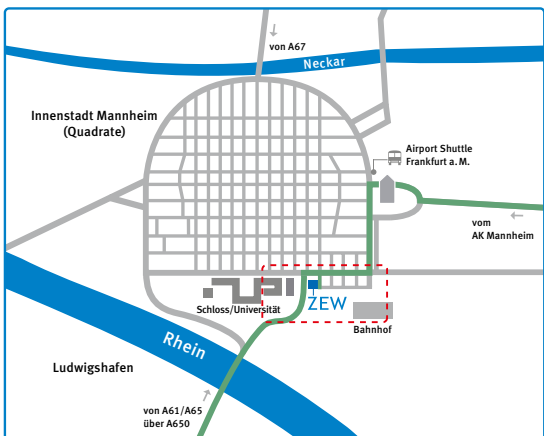 von A67
Neckar
Innenstadt Mannheim
(Quadrate)
Airport Shuttle
Frankfurt a. M.
vom
AK Mannheim
Schloss/Universität
ZEW
Bahnhof
Rhein
Ludwigshafen
von A61/A65
über A650